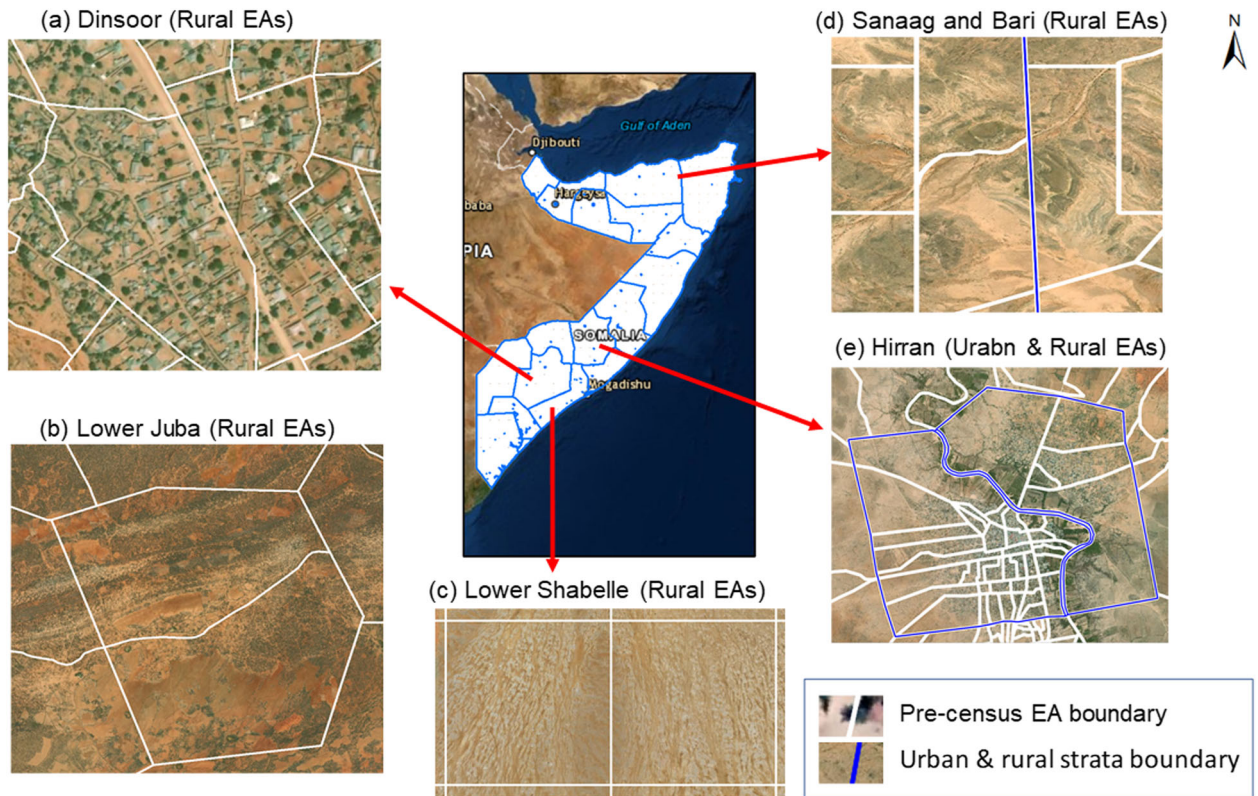 (a) Dinsoor (Rural EAs)
(d) Sanaag and Bari (Rural EAs)
N
Gulf of Aden
Djibouti
Hargeysa
baba
PIA
SOMALIA
Mogadishu
(e) Hirran (Urabn & Rural EAs)
(b) Lower Juba (Rural EAs)
(c) Lower Shabelle (Rural EAs)
Pre-census EA boundary
Urban & rural strata boundary